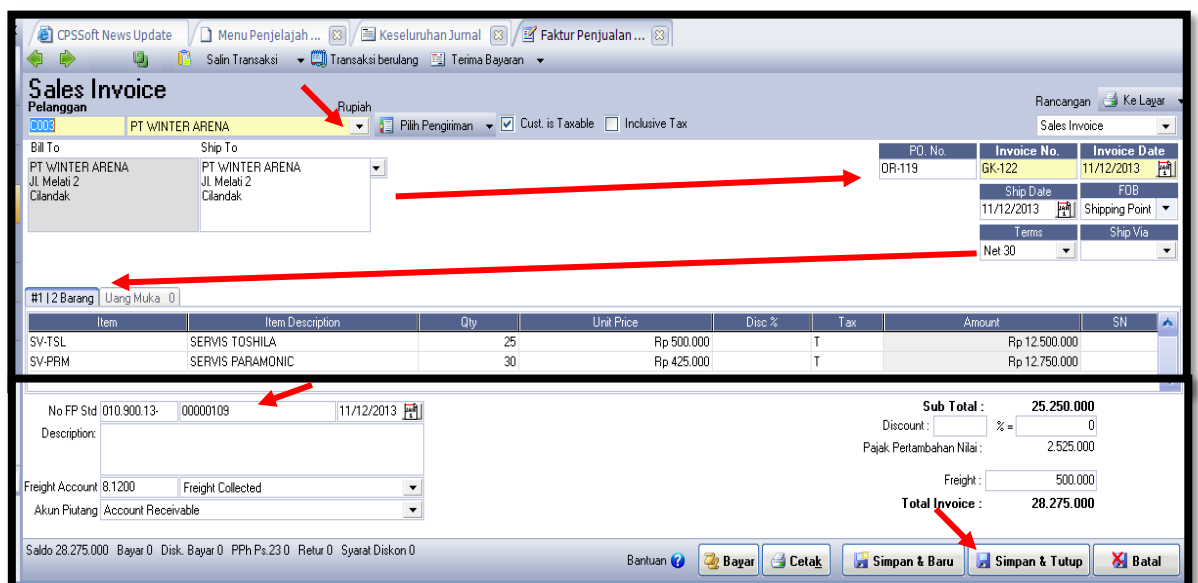 CPSSoft News Update Menu Penjelajah ... Keseluruhan Jurnal Faktur Penjualan ...
Salin Transaksi Transaksi berulang Terima Bayaran
Sales Invoice
Pelanggan Rupiah Rancangan Ke Layar
C003 PT WINTER ARENA Pilih Pengiriman Cust. is Taxable Inclusive Tax Sales Invoice
Bill To Ship To PO. No. Invoice No. Invoice Date
PT WINTER ARENA PT WINTER ARENA OR-119 GK-122 11/12/2013
Jl. Melati 2 Jl. Melati 2
Cilandak Cilandak
Ship Date FOB
11/12/2013 Shipping Point
Terms Ship Via
Net 30
#1 | 2 Barang Uang Muka 0
Item Item Description Qty Unit Price Disc % Tax Amount SN
SV-TSL SERVIS TOSHILA 25 Rp 500.000 T Rp 12.500.000
SV-PRM SERVIS PARAMONIC 30 Rp 425.000 T Rp 12.750.000
No FP Std 010.900.13- 00000109 11/12/2013 Sub Total : 25.250.000
Description: Discount : % = 0
Pajak Pertambahan Nilai : 2.525.000
Freight Account 8.1200 Freight Collected Freight : 500.000
Akun Piutang Account Receivable Total Invoice : 28.275.000
Saldo 28.275.000 Bayar 0 Disk. Bayar 0 PPh Ps.23 0 Retur 0 Syarat Diskon 0
Bantuan Bayar Cetak Simpan & Baru Simpan & Tutup Batal